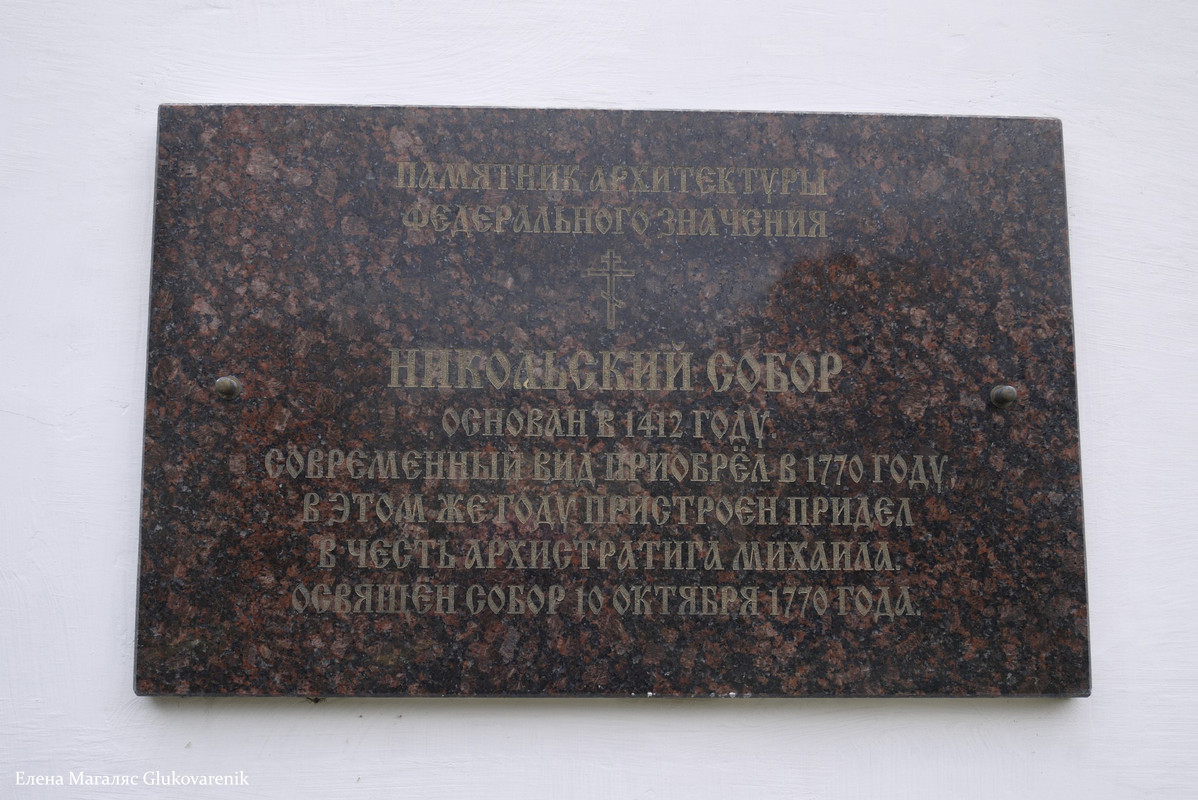 ПАМЯТНИК АРХИТЕКТУРЫ
ФЕДЕРАЛЬНОГО ЗНАЧЕНИЯ
НИКОЛЬСКИЙ СОБОР
ОСНОВАН В 1412 ГОДУ.
СОВРЕМЕННЫЙ ВИД ПРИОБРЁЛ В 1770 ГОДУ,
В ЭТОМ ЖЕ ГОДУ ПРИСТРОЕН ПРИДЕЛ
В ЧЕСТЬ АРХИСТРАТИГА МИХАИЛА.
ОСВЯЩЁН СОБОР 10 ОКТЯБРЯ 1770 ГОДА.
Елена Магаляс Glukovarenik